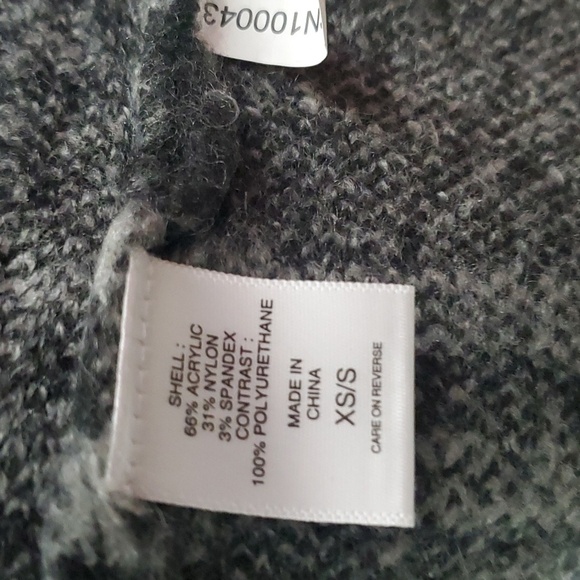 N100043
SHELL:
66% ACRYLIC
31% NYLON
3% SPANDEX
CONTRAST:
100% POLYURETHANE
MADE IN
CHINA
XS/S
CARE ON REVERSE